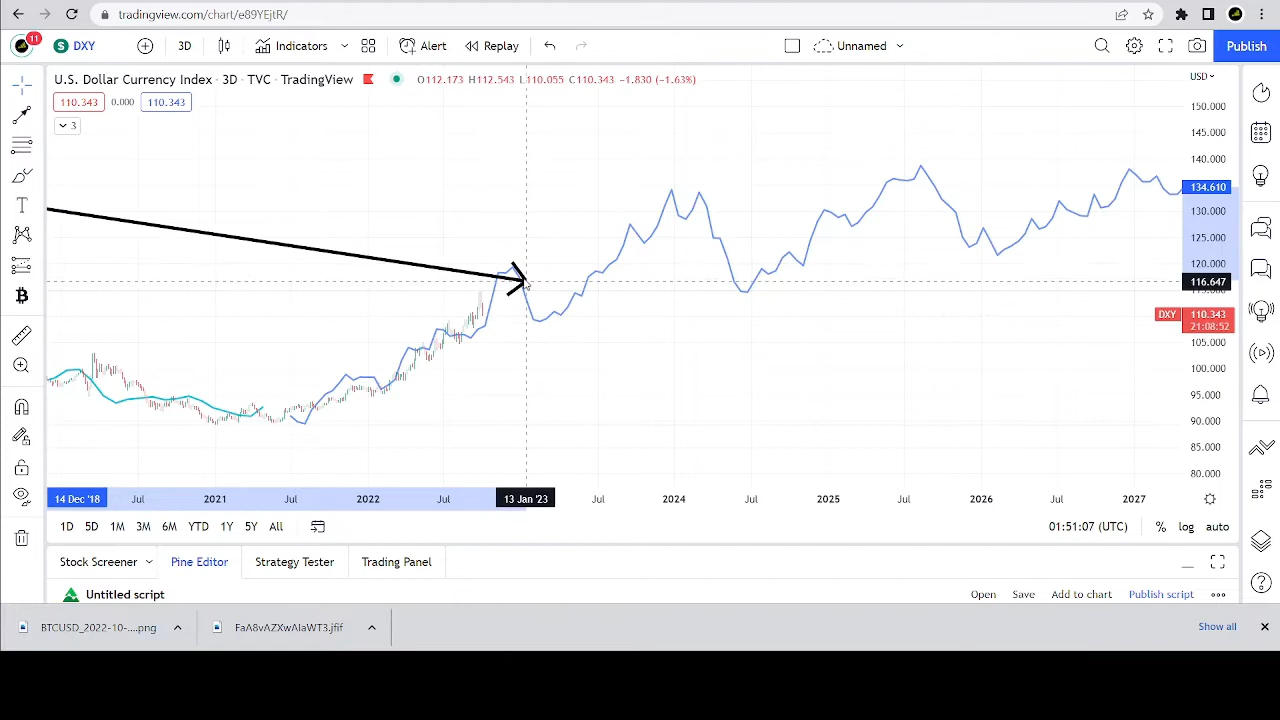 tradingview.com/chart/e89YEjtR/
11
S DXY
3D
Indicators
Alert
Replay
Unnamed
Publish
U.S. Dollar Currency Index · 3D · TVC · TradingView
O112.173 H112.543 L110.055 C110.343 -1.830 (-1.63%)
USD
110.343
0.000
110.343
3
150.000
145.000
140.000
134.610
130.000
125.000
120.000
116.647
115.000
DXY
110.343
21:08:52
105.000
100.000
95.000
90.000
85.000
80.000
14 Dec '18
Jul
2021
Jul
2022
Jul
13 Jan '23
Jul
2024
Jul
2025
Jul
2026
Jul
2027
1D
5D
1M
3M
6M
YTD
1Y
5Y
All
01:51:07 (UTC)
%
log
auto
Stock Screener
Pine Editor
Strategy Tester
Trading Panel
Untitled script
Open
Save
Add to chart
Publish script
BTCUSD_2022-10-....png
FaA8vAZXwAIaWT3.jfif
Show all